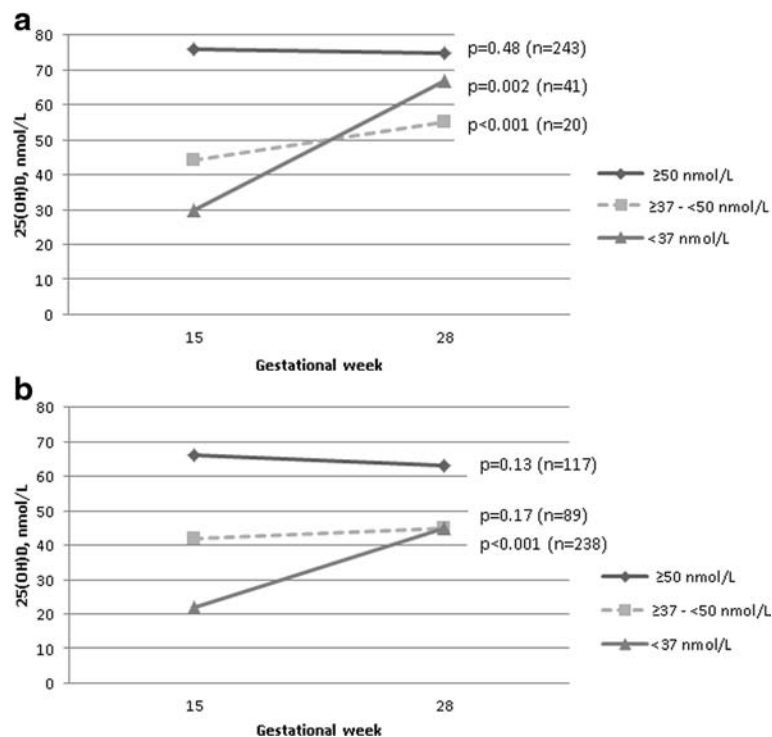 a
80
70
60
50
40
30
20
10
0
25(OH)D, nmol/L
15
28
Gestational week
p=0.48 (n=243)
p=0.002 (n=41)
p<0.001 (n=20)
≥50 nmol/L
≥37 - <50 nmol/L
<37 nmol/L
b
80
70
60
50
40
30
20
10
0
25(OH)D, nmol/L
15
28
Gestational week
p=0.13 (n=117)
p=0.17 (n=89)
p<0.001 (n=238)
≥50 nmol/L
≥37 - <50 nmol/L
<37 nmol/L